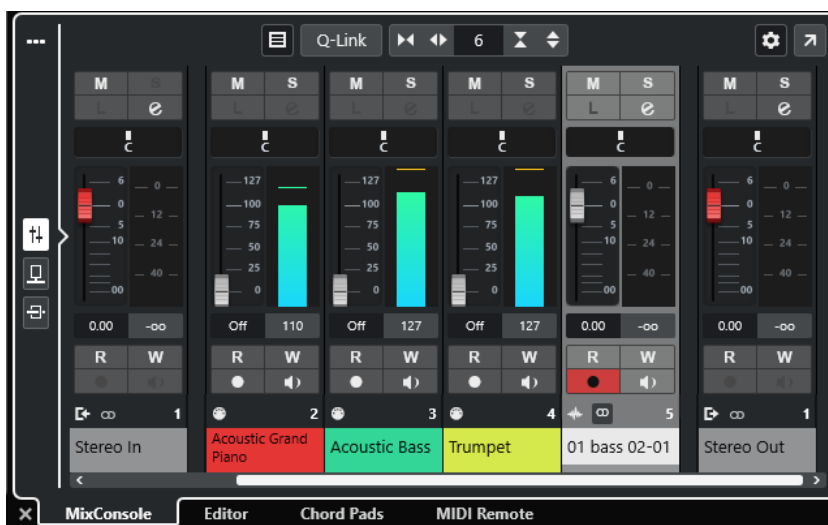 Q-Link 6
M S M S M S M S M S M S
L e L e L e L e L e L e
C C C C C C
6 0 127 127 127 6 0 6 0
0 12 100 100 100 0 12 0 12
5 75 75 75 5 5
10 24 50 50 50 10 24 10 24
40 25 25 25 40 40
00 0 0 0 00 00
0.00 -oo Off 110 Off 127 Off 127 0.00 -oo 0.00 -oo
R W R W R W R W R W R W
1 2 3 4 5 1
Stereo In Acoustic Grand Piano Acoustic Bass Trumpet 01 bass 02-01 Stereo Out
MixConsole Editor Chord Pads MIDI Remote